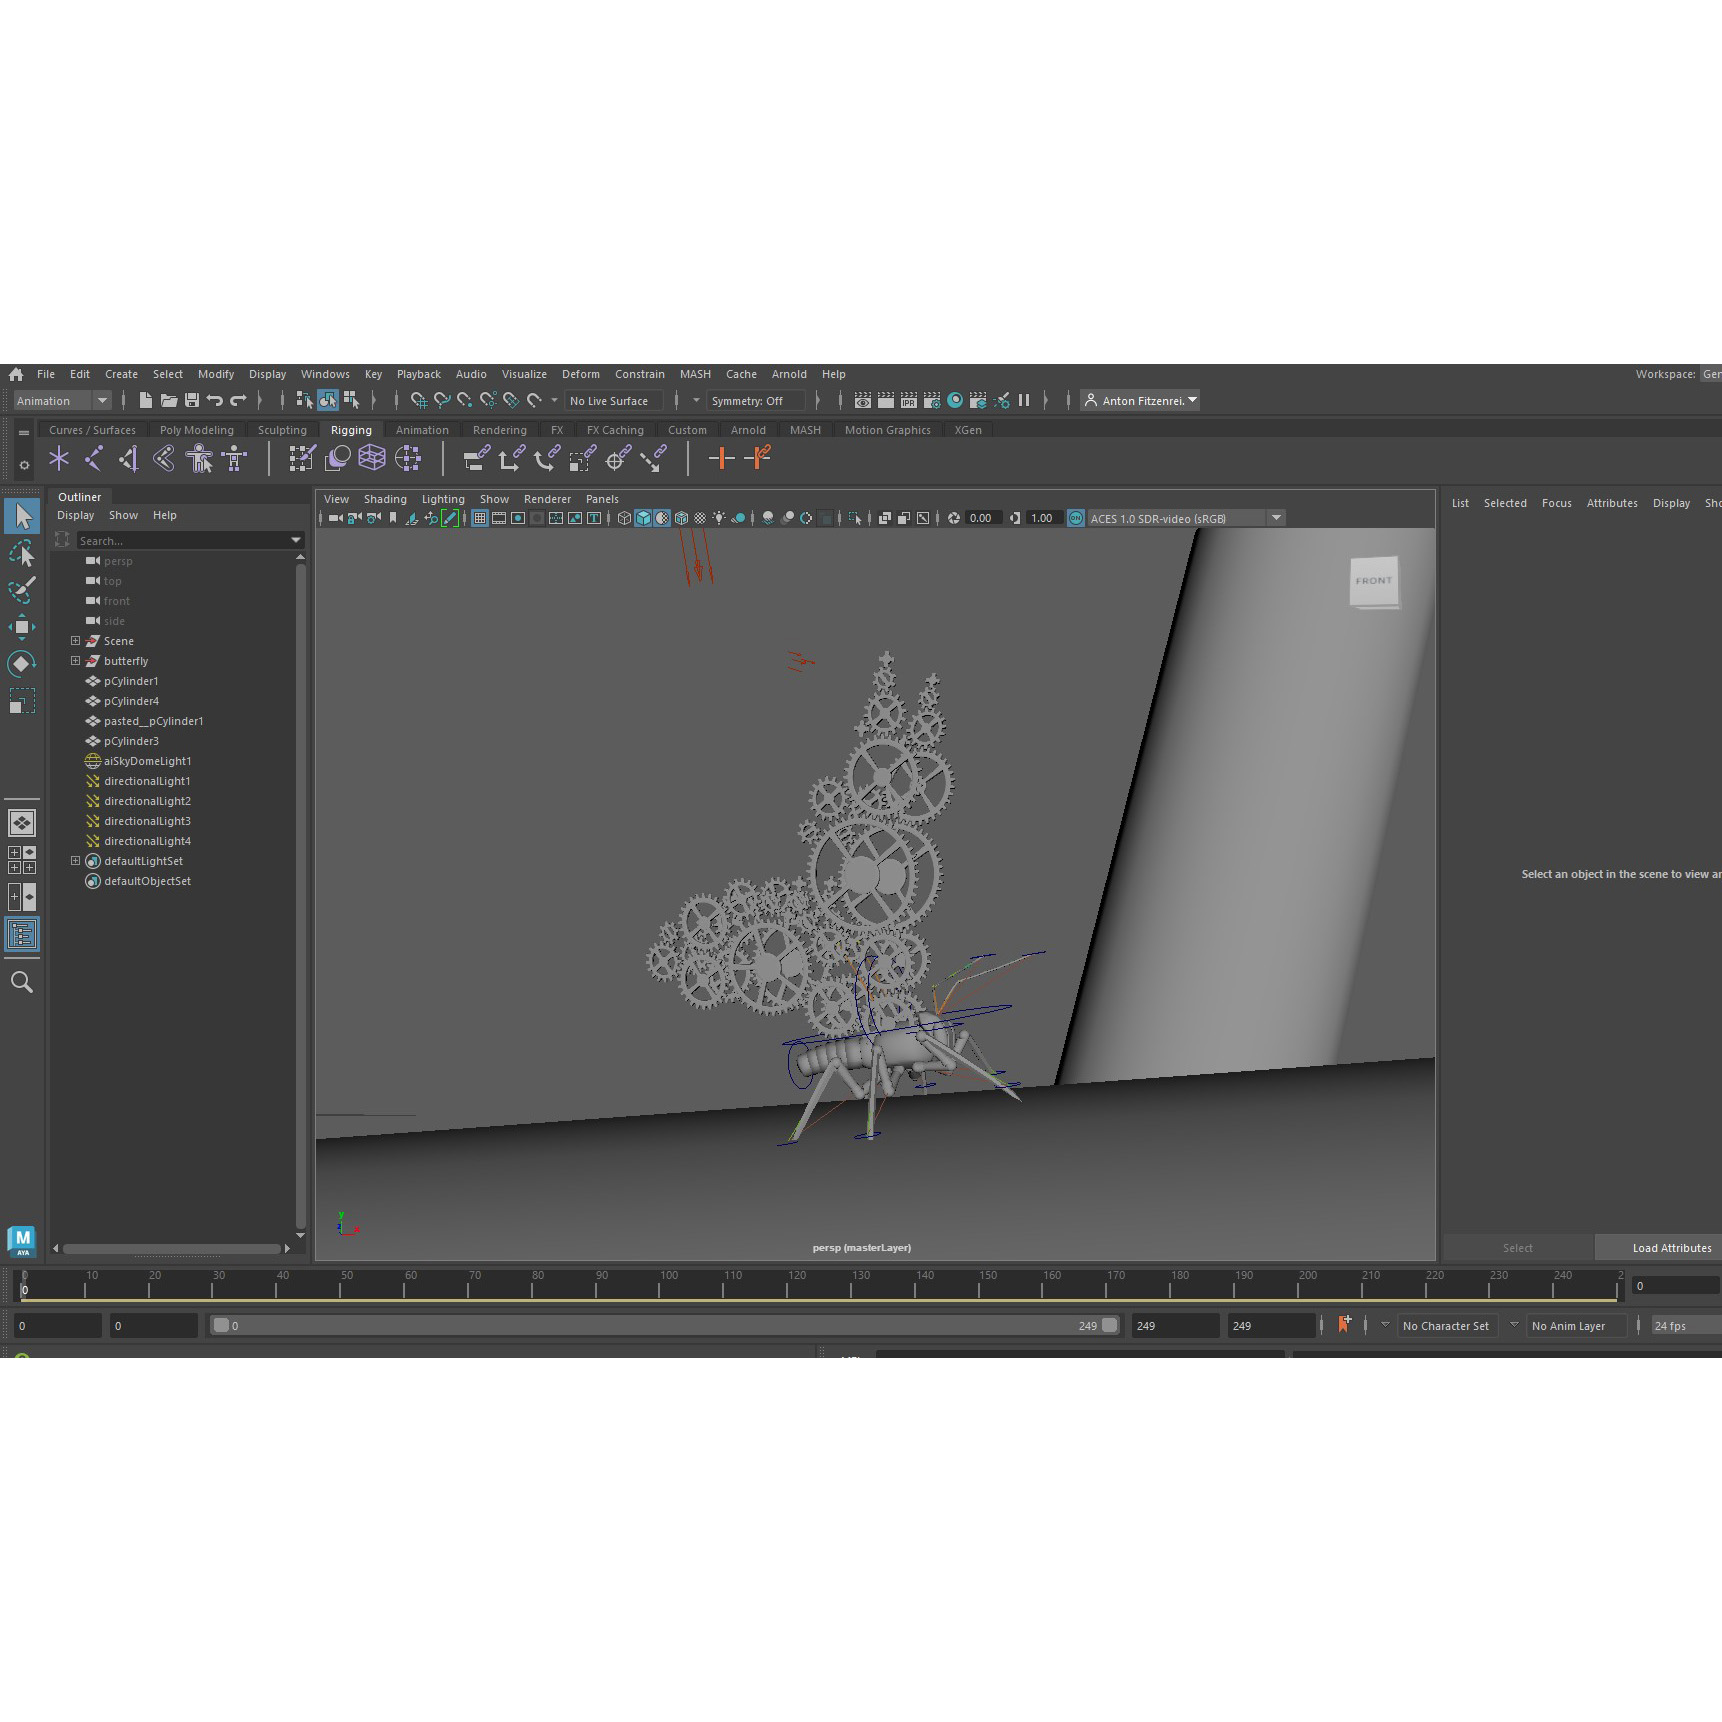 File Edit Create Select Modify Display Windows Key Playback Audio Visualize Deform Constrain MASH Cache Arnold Help Workspace:
Animation No Live Surface Symmetry: Off IPR Anton Fitzenrei.
Curves / Surfaces Poly Modeling Sculpting Rigging Animation Rendering FX FX Caching Custom Arnold MASH Motion Graphics XGen
Outliner
Display Show Help
Search...
persp
top
front
side
Scene
butterfly
pCylinder1
pCylinder4
pasted__pCylinder1
pCylinder3
aiSkyDomeLight1
directionalLight1
directionalLight2
directionalLight3
directionalLight4
defaultLightSet
defaultObjectSet
View Shading Lighting Show Renderer Panels
0.00 1.00 ON ACES 1.0 SDR-video (sRGB)
FRONT
y
z x
persp (masterLayer)
List Selected Focus Attributes Display
Select an object in the scene to view
Select Load Attributes
M
AYA
0 10 20 30 40 50 60 70 80 90 100 110 120 130 140 150 160 170 180 190 200 210 220 230 240 2
0 0
0 0 0 249 249 249 No Character Set No Anim Layer 24 fps